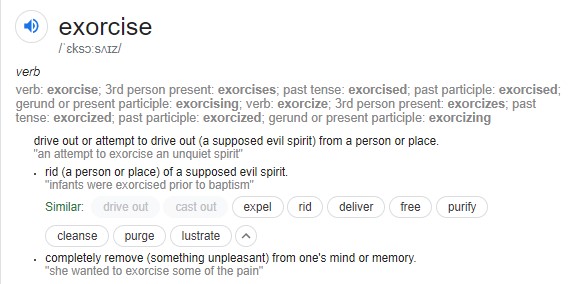 exorcise
/ˈɛksɔːsʌɪz/
verb
verb: exorcise; 3rd person present: exorcises; past tense: exorcised; past participle: exorcised;
gerund or present participle: exorcising; verb: exorcize; 3rd person present: exorcizes; past
tense: exorcized; past participle: exorcized; gerund or present participle: exorcizing
drive out or attempt to drive out (a supposed evil spirit) from a person or place.
"an attempt to exorcise an unquiet spirit"
• rid (a person or place) of a supposed evil spirit.
"infants were exorcised prior to baptism"
Similar: drive out cast out expel rid deliver free purify
cleanse purge lustrate
• completely remove (something unpleasant) from one's mind or memory.
"she wanted to exorcise some of the pain"